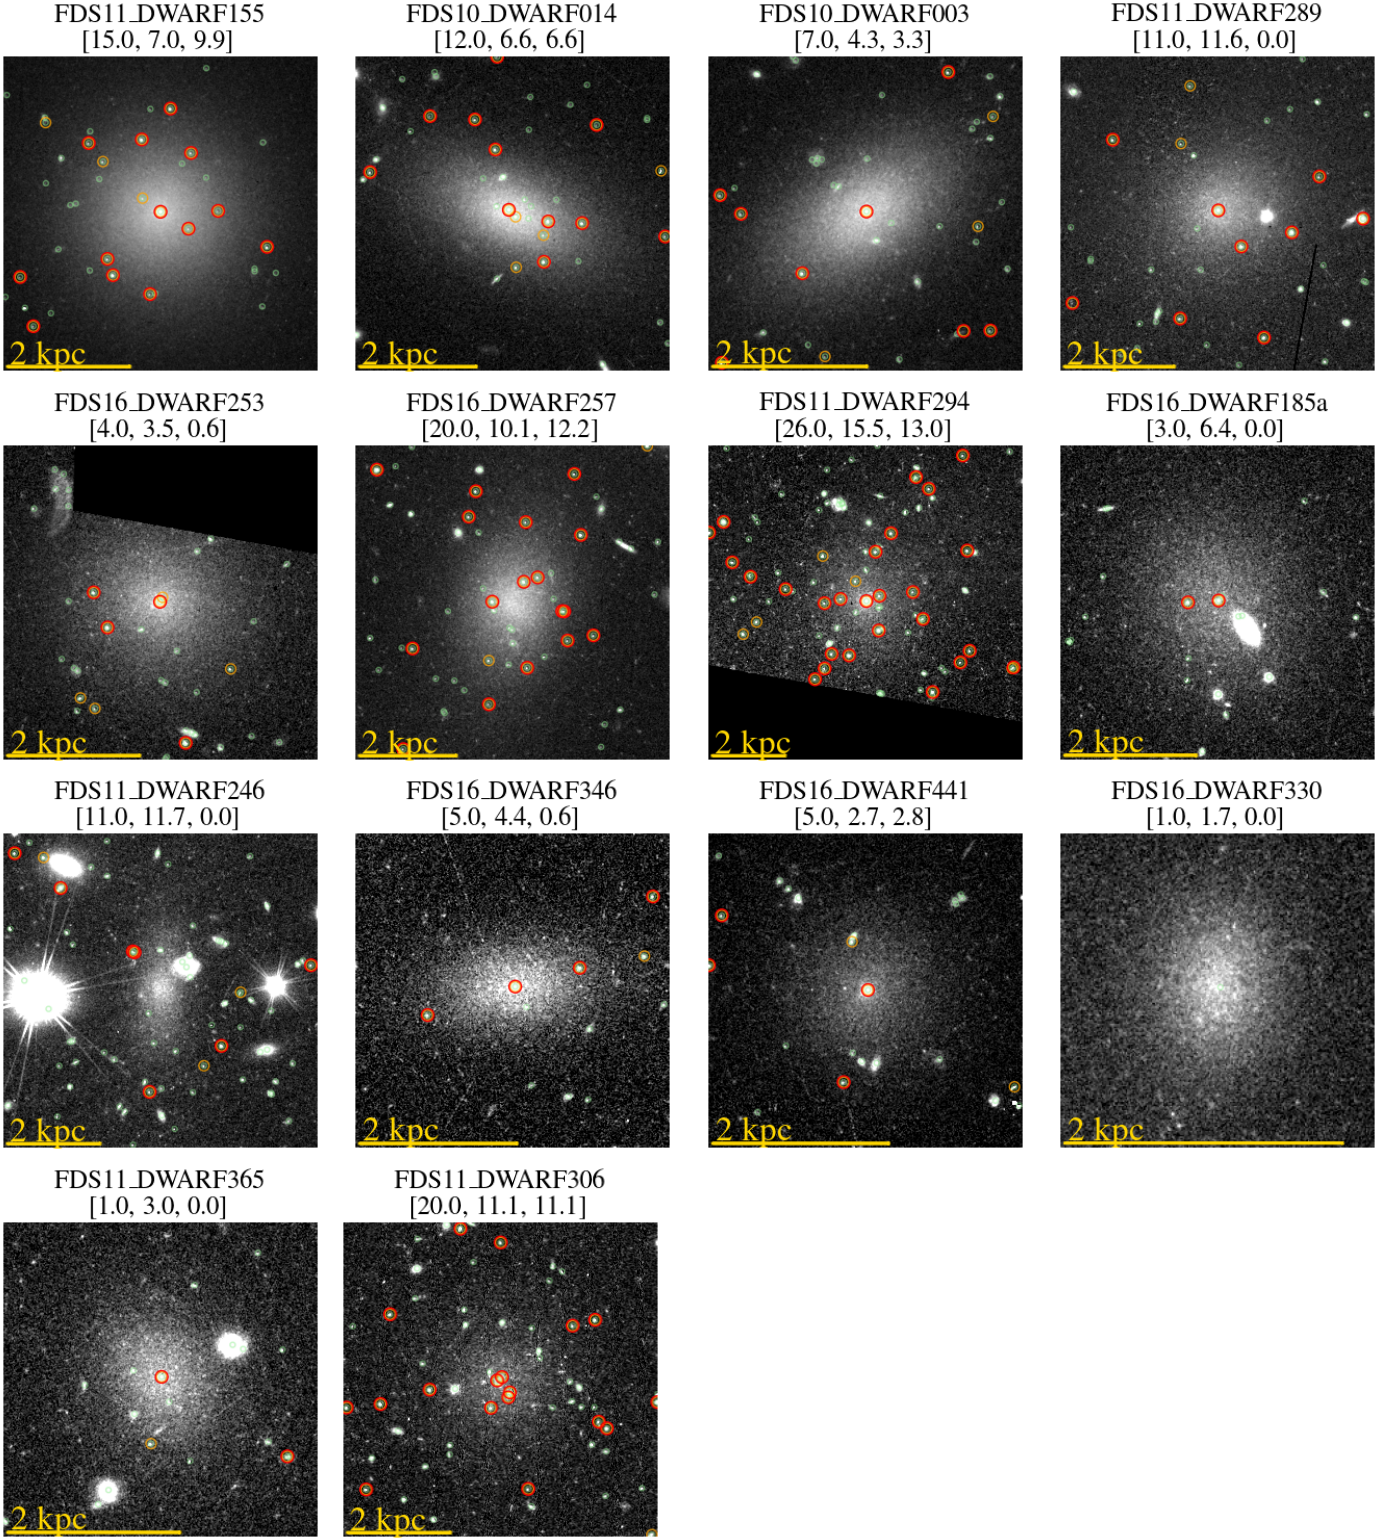 FDS11_DWARF155
[15.0, 7.0, 9.9]
FDS10_DWARF014
[12.0, 6.6, 6.6]
FDS10_DWARF003
[7.0, 4.3, 3.3]
FDS11_DWARF289
[11.0, 11.6, 0.0]
2 kpc
2 kpc
2 kpc
2 kpc
FDS16_DWARF253
[4.0, 3.5, 0.6]
FDS16_DWARF257
[20.0, 10.1, 12.2]
FDS11_DWARF294
[26.0, 15.5, 13.0]
FDS16_DWARF185a
[3.0, 6.4, 0.0]
2 kpc
2 kpc
2 kpc
2 kpc
FDS11_DWARF246
[11.0, 11.7, 0.0]
FDS16_DWARF346
[5.0, 4.4, 0.6]
FDS16_DWARF441
[5.0, 2.7, 2.8]
FDS16_DWARF330
[1.0, 1.7, 0.0]
2 kpc
2 kpc
2 kpc
2 kpc
FDS11_DWARF365
[1.0, 3.0, 0.0]
FDS11_DWARF306
[20.0, 11.1, 11.1]
2 kpc
2 kpc